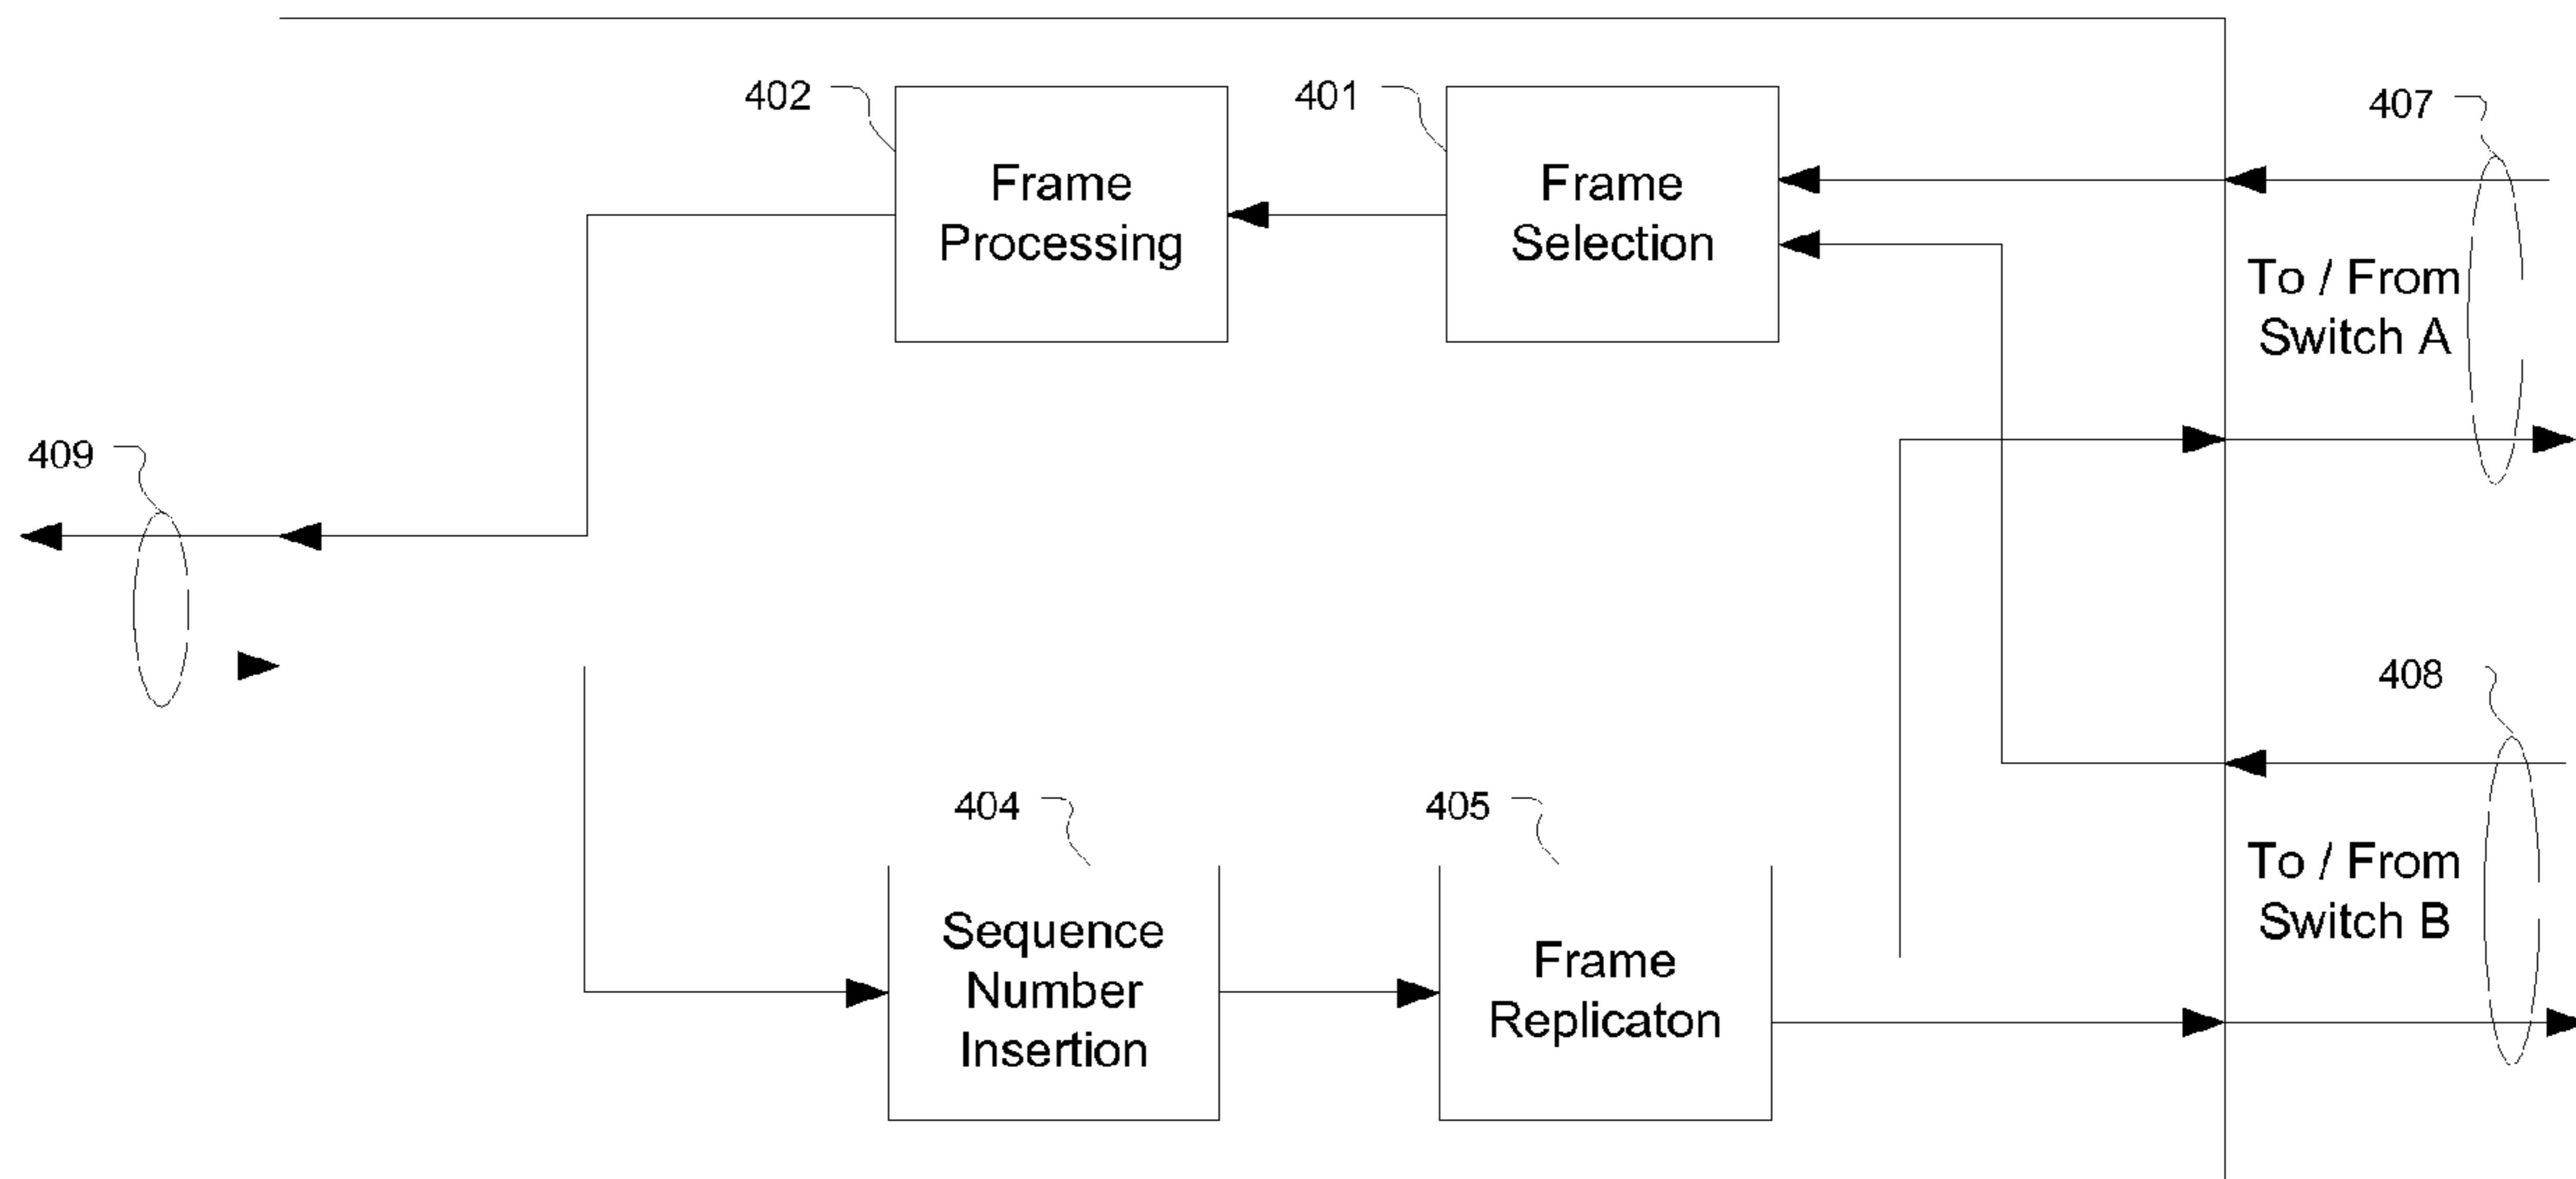 402
Frame
Processing
401
Frame
Selection
407
To / From
Switch A
409
404
Sequence
Number
Insertion
405
Frame
Replicaton
408
To / From
Switch B